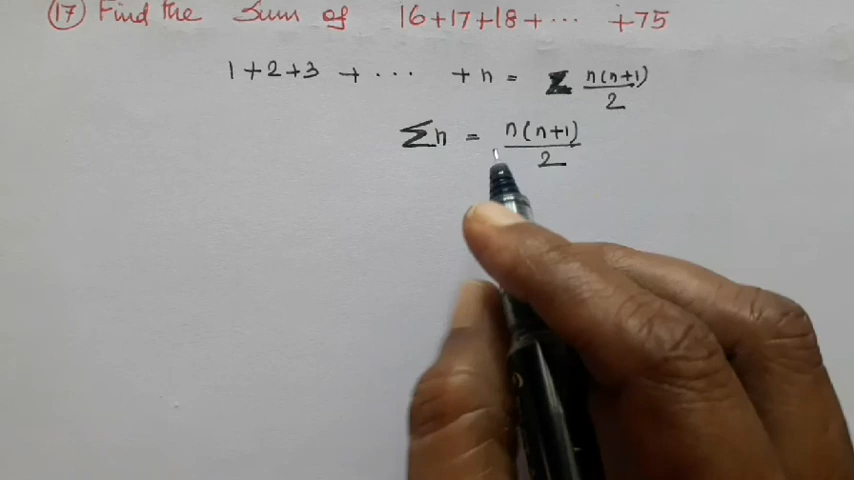 (17) Find the Sum of 16+17+18+ ... +75
1+2+3 + ... + n = n(n+1)/2
Σn = n(n+1)/2